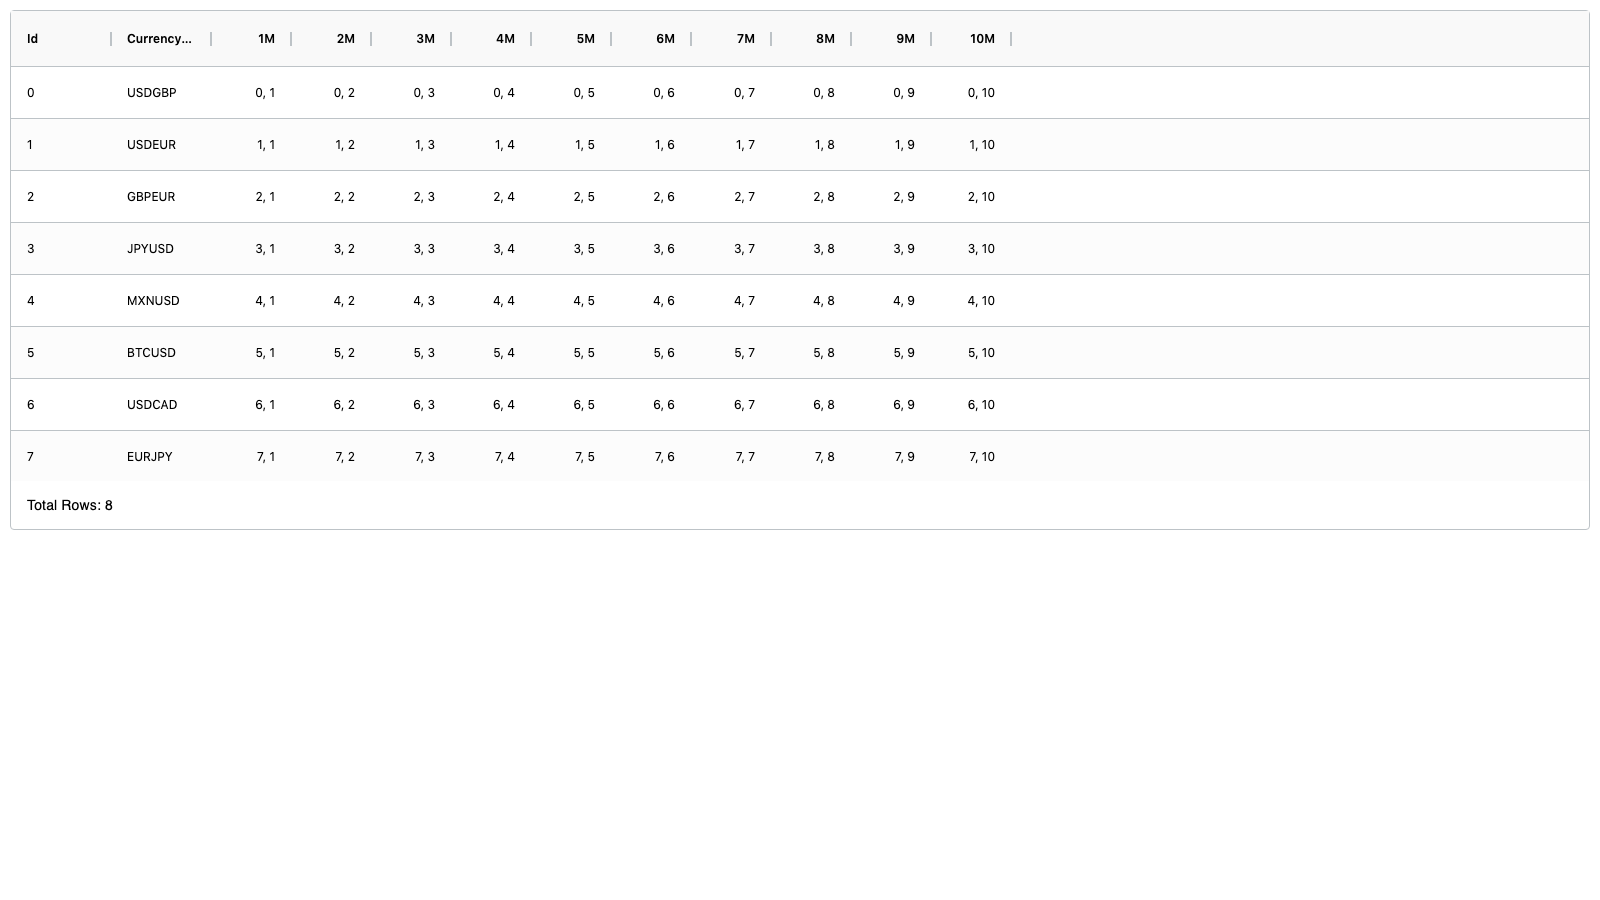 Id Currency... 1M 2M 3M 4M 5M 6M 7M 8M 9M 10M
0 USDGBP 0, 1 0, 2 0, 3 0, 4 0, 5 0, 6 0, 7 0, 8 0, 9 0, 10
1 USDEUR 1, 1 1, 2 1, 3 1, 4 1, 5 1, 6 1, 7 1, 8 1, 9 1, 10
2 GBPEUR 2, 1 2, 2 2, 3 2, 4 2, 5 2, 6 2, 7 2, 8 2, 9 2, 10
3 JPYUSD 3, 1 3, 2 3, 3 3, 4 3, 5 3, 6 3, 7 3, 8 3, 9 3, 10
4 MXNUSD 4, 1 4, 2 4, 3 4, 4 4, 5 4, 6 4, 7 4, 8 4, 9 4, 10
5 BTCUSD 5, 1 5, 2 5, 3 5, 4 5, 5 5, 6 5, 7 5, 8 5, 9 5, 10
6 USDCAD 6, 1 6, 2 6, 3 6, 4 6, 5 6, 6 6, 7 6, 8 6, 9 6, 10
7 EURJPY 7, 1 7, 2 7, 3 7, 4 7, 5 7, 6 7, 7 7, 8 7, 9 7, 10
Total Rows: 8